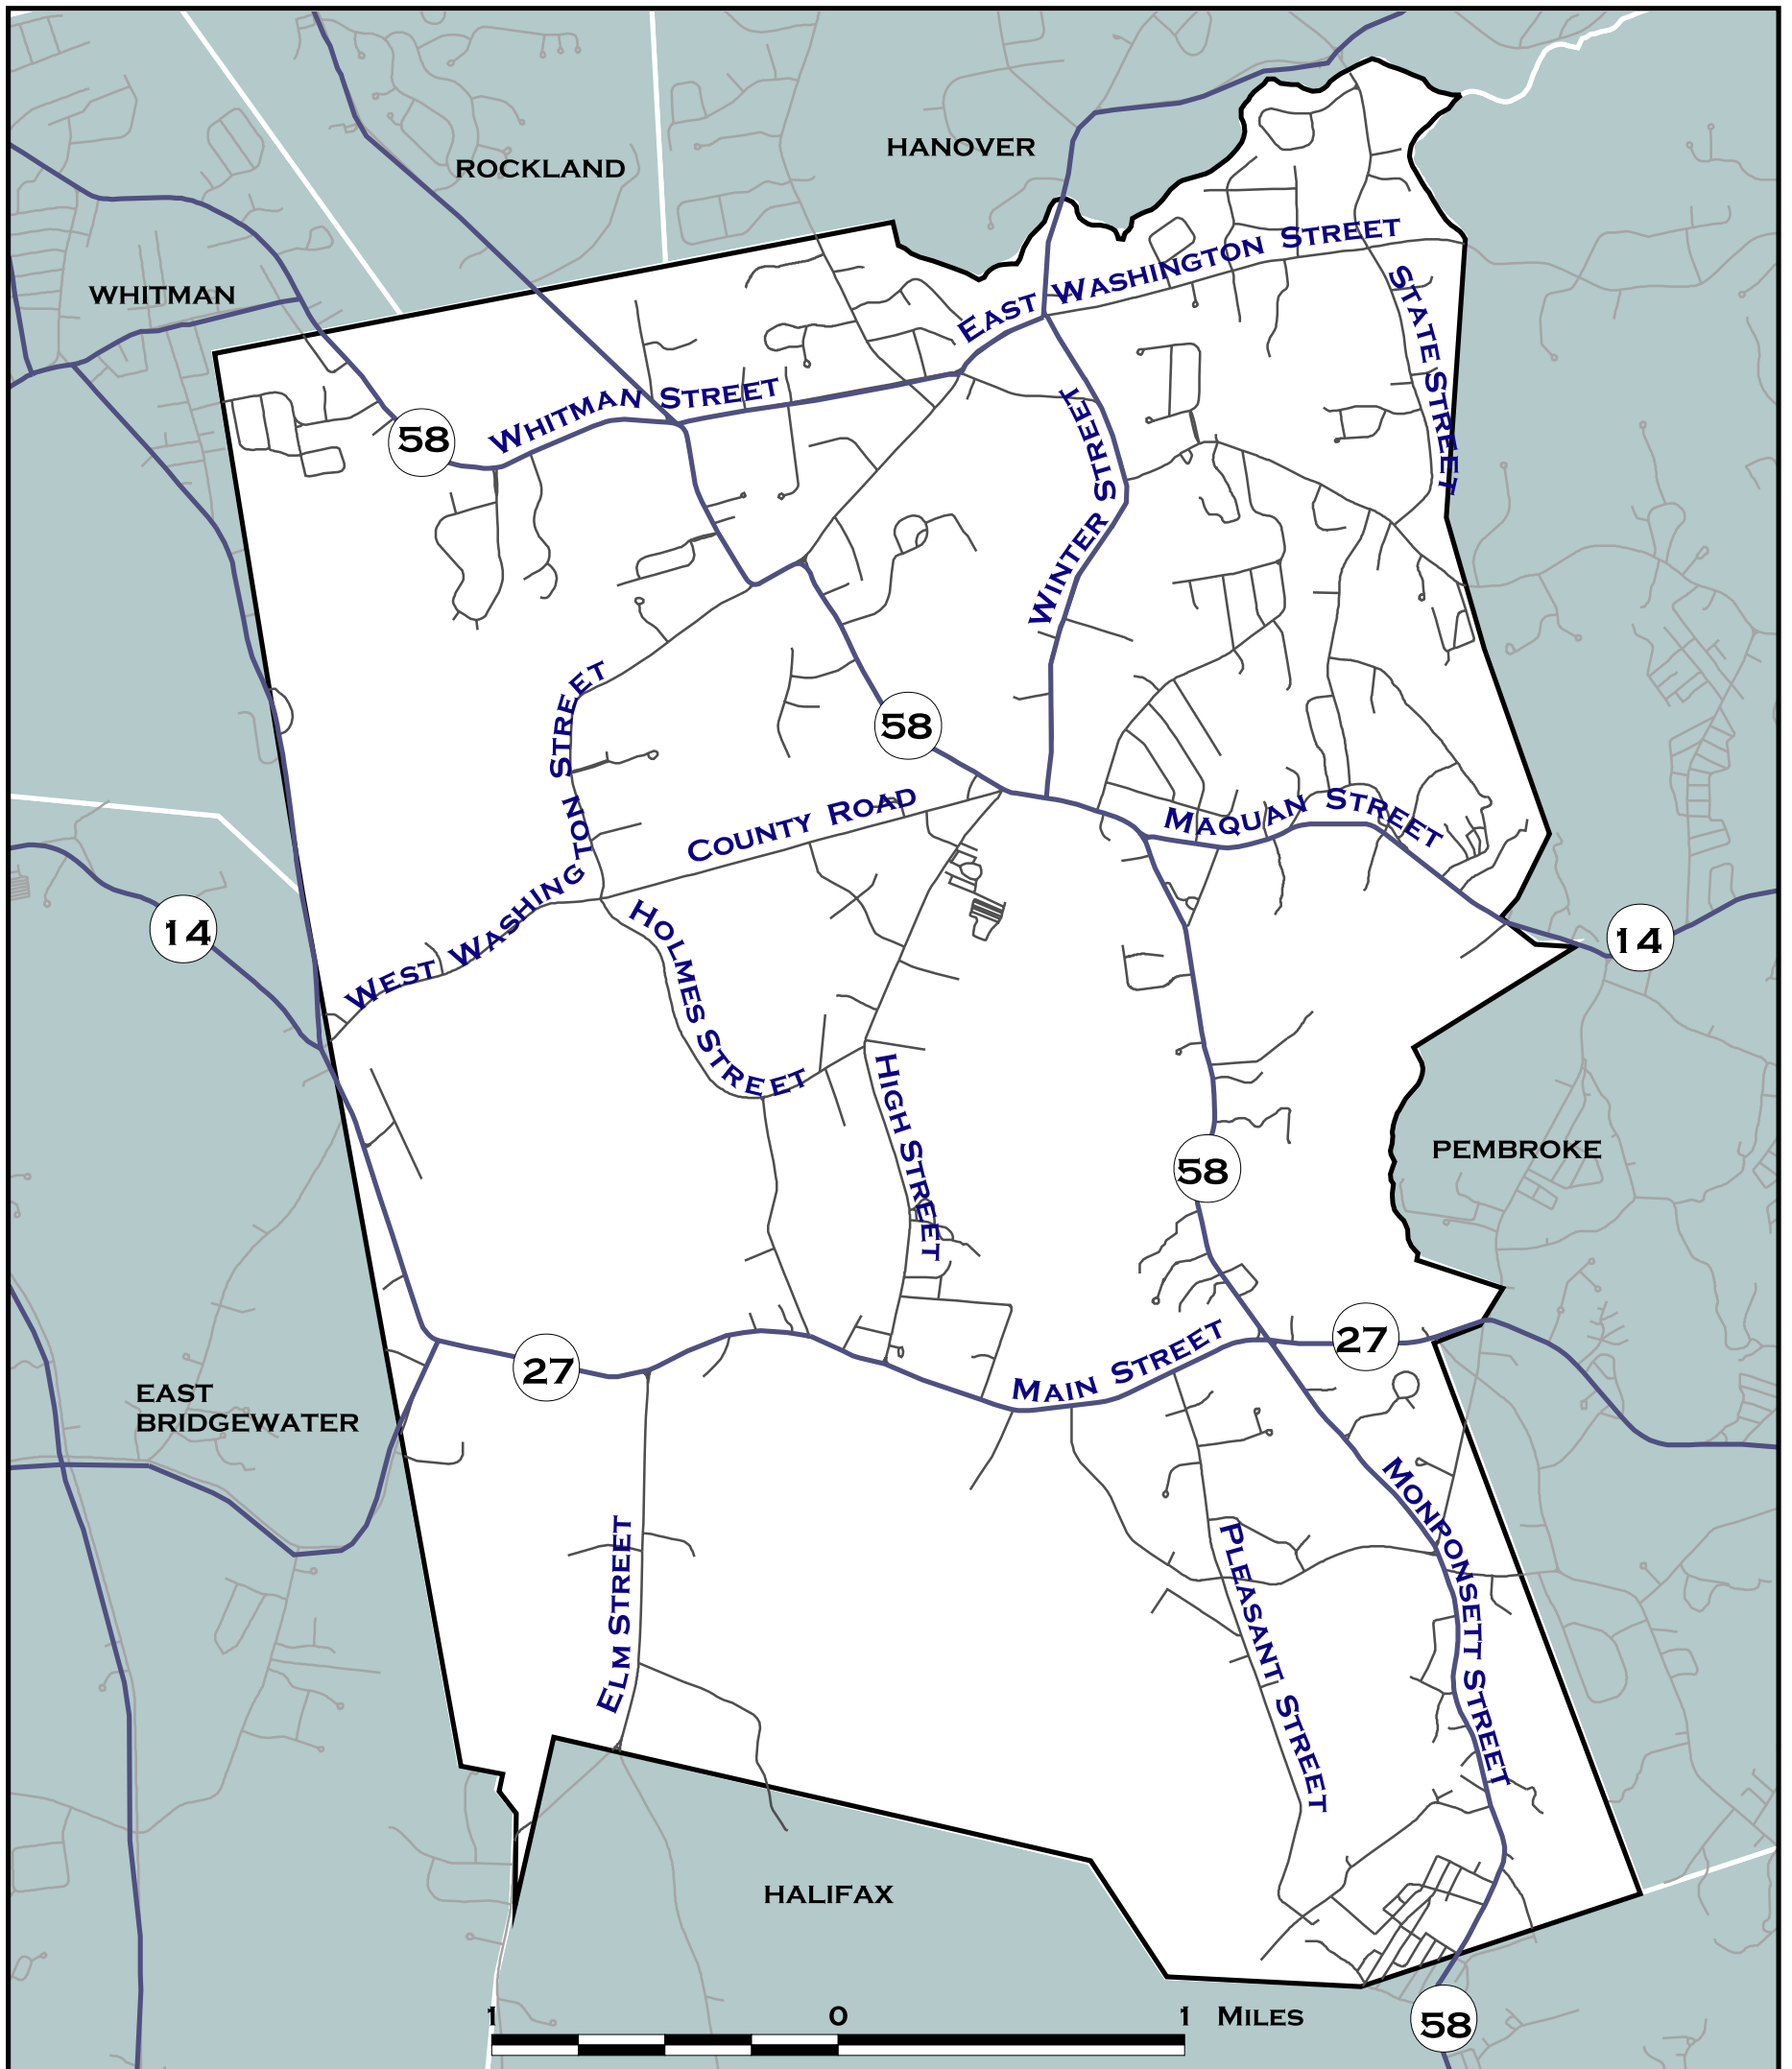 HANOVER
ROCKLAND
EAST WASHINGTON STREET
STATE STREET
WHITMAN
WHITMAN STREET
58
WINTER STREET
WEST WASHINGTON STREET
58
COUNTY ROAD
MAQUAN STREET
14
14
HOLMES STREET
HIGH STREET
PEMBROKE
58
27
27
MAIN STREET
EAST
BRIDGEWATER
MONRONSETT STREET
ELM STREET
PLEASANT STREET
HALIFAX
1 0 1 MILES
58